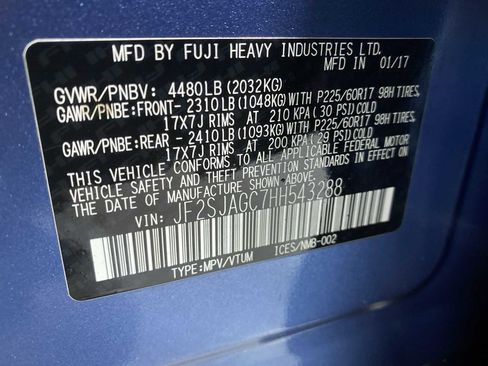 MFD BY FUJI HEAVY INDUSTRIES LTD. IN 01/17
GVWR/PNBV: 4480LB(2032KG)
GAWR/PNBE:FRONT- 2310LB(1048KG)WITH P225/60R17 98H TIRES,
17X7J RIMS AT 210 KPA(30 PSI)COLD
GAWR/PNBE:REAR - 2410LB(1093KG)WITH P225/60R17 98H TIRES,
17X7J RIMS AT 200 KPA(29 PSI)COLD
THIS VEHICLE CONFORMS TO ALL APPLICABLE FEDERAL MOTOR
VEHICLE SAFETY AND THEFT PREVENTION STANDARDS IN EFFECT ON THE
DATE OF MANUFACTURE SHOWN ABOVE.
VIN: JF2SJAGC7HH543288
TYPE:MPV/VTUM ICES/NMB-002